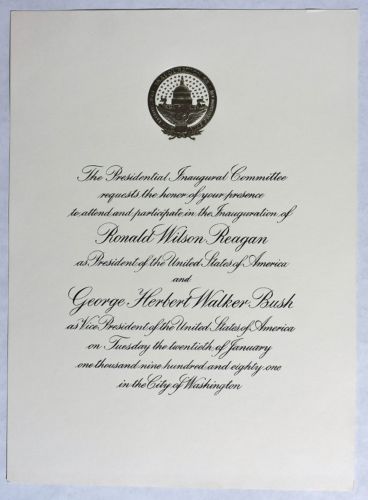 The Presidential Inaugural Committee
requests the honor of your presence
to attend and participate in the Inauguration of
Ronald Wilson Reagan
as President of the United States of America
and
George Herbert Walker Bush
as Vice President of the United States of America
on Tuesday the twentieth of January
one thousand nine hundred and eighty one
in the City of Washington